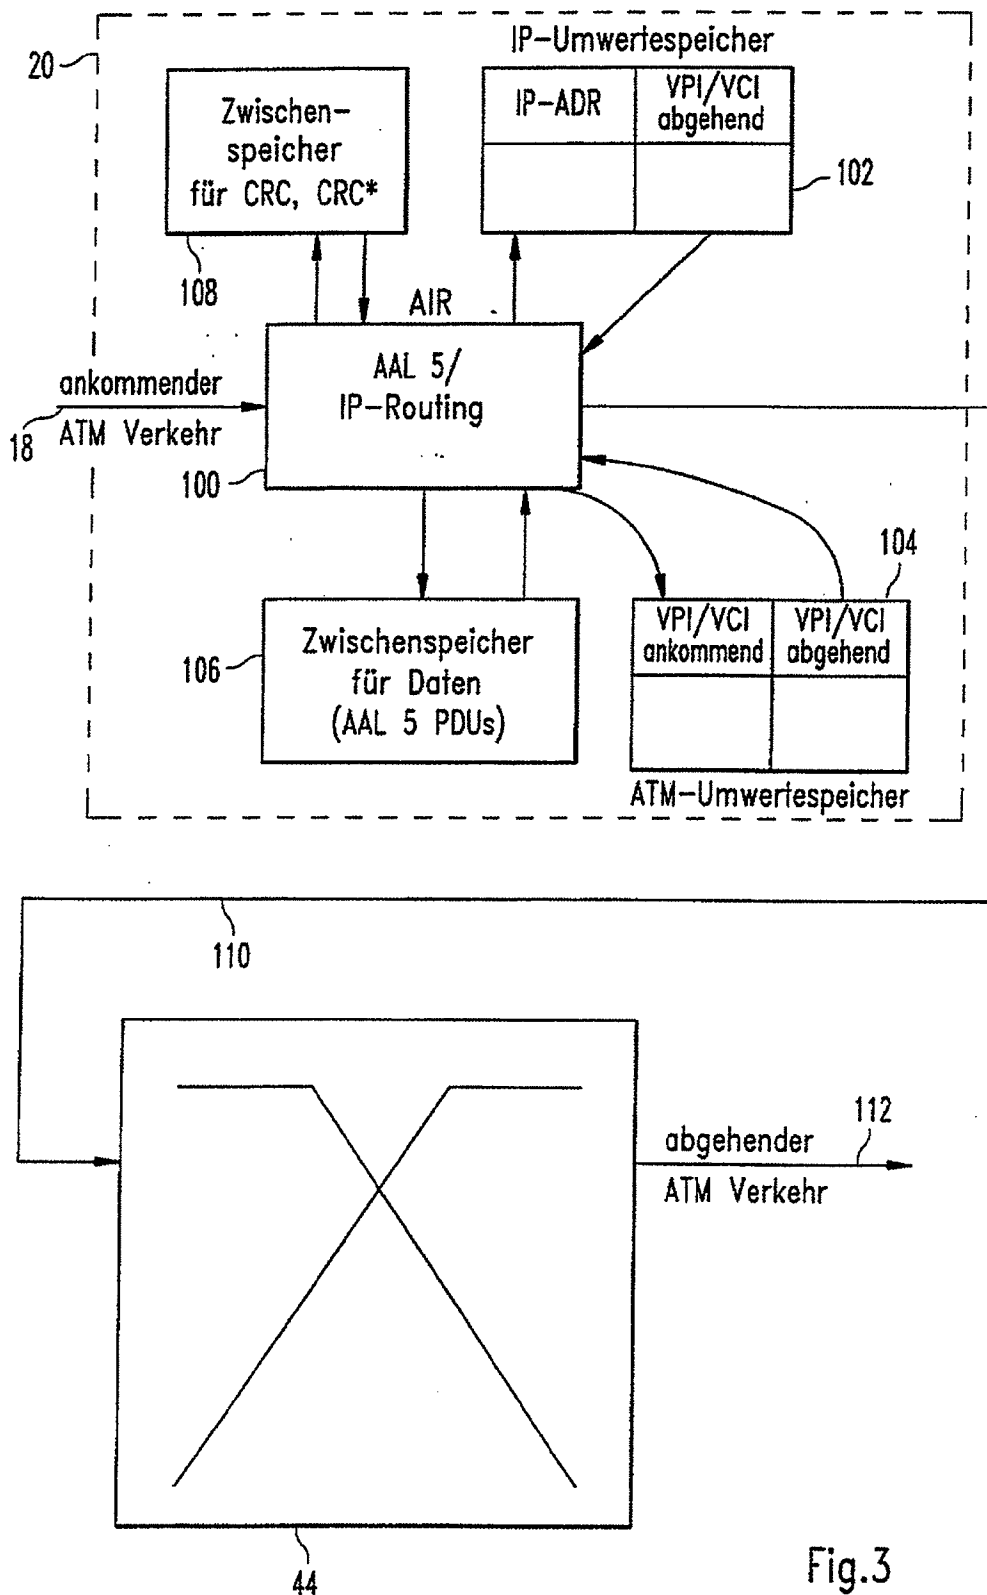 IP-Umwertespeicher
20
Zwischen-
speicher
für CRC, CRC*
IP-ADR
VPI/VCI
abgehend
102
108
AIR
AAL 5/
IP-Routing
ankommender
18
ATM Verkehr
100
104
106
Zwischenspeicher
für Daten
(AAL 5 PDUs)
VPI/VCI
ankommend
VPI/VCI
abgehend
ATM-Umwertespeicher
110
112
abgehender
ATM Verkehr
44
Fig.3